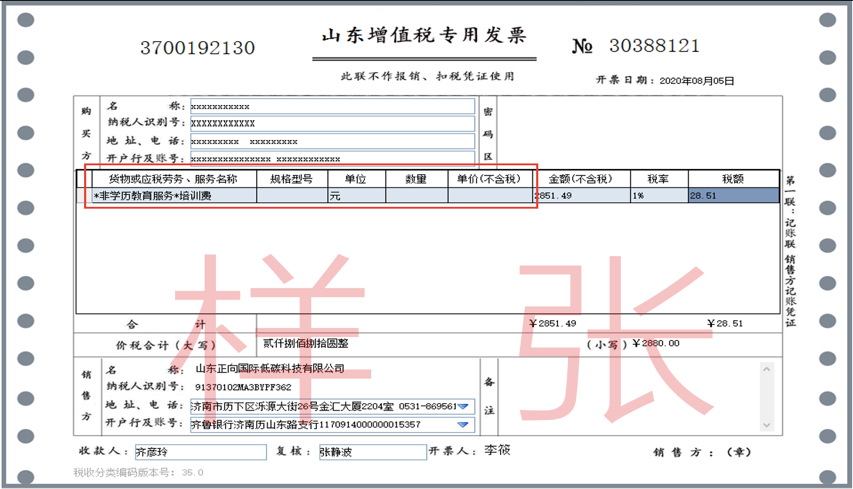 山东增值税专用发票
3700192130
№ 30388121
此联不作报销、扣税凭证使用
开票日期：2020年08月05日
购买方
名 称：xxxxxxxxxxx
纳税人识别号：XXXXXXXXXXXX
地 址、电 话：xxxxxxxxx xxxxxxxxx
开户行及账号：xxxxxxxxxxxxxxx xxxxxxxxxxxx
密码区
货物或应税劳务、服务名称 规格型号 单位 数量 单价(不含税) 金额(不含税) 税率 税额
*非学历教育服务*培训费 元 2851.49 1% 28.51
合 计 ￥2851.49 ￥28.51
价税合计（大写） 贰仟捌佰捌拾圆整 （小写）￥2880.00
样张
销售方
名 称：山东正向国际低碳科技有限公司
纳税人识别号：91370102MA3BYPF362
地 址、电 话：济南市历下区泺源大街26号金汇大厦2204室 0531-869561
开户行及账号：齐鲁银行济南历山东路支行1170914000000015357
备注
第一联：记账联 销售方记账凭证
收款人：齐彦玲 复核：张静波 开票人：李筱 销售方：（章）
税收分类编码版本号：35.0